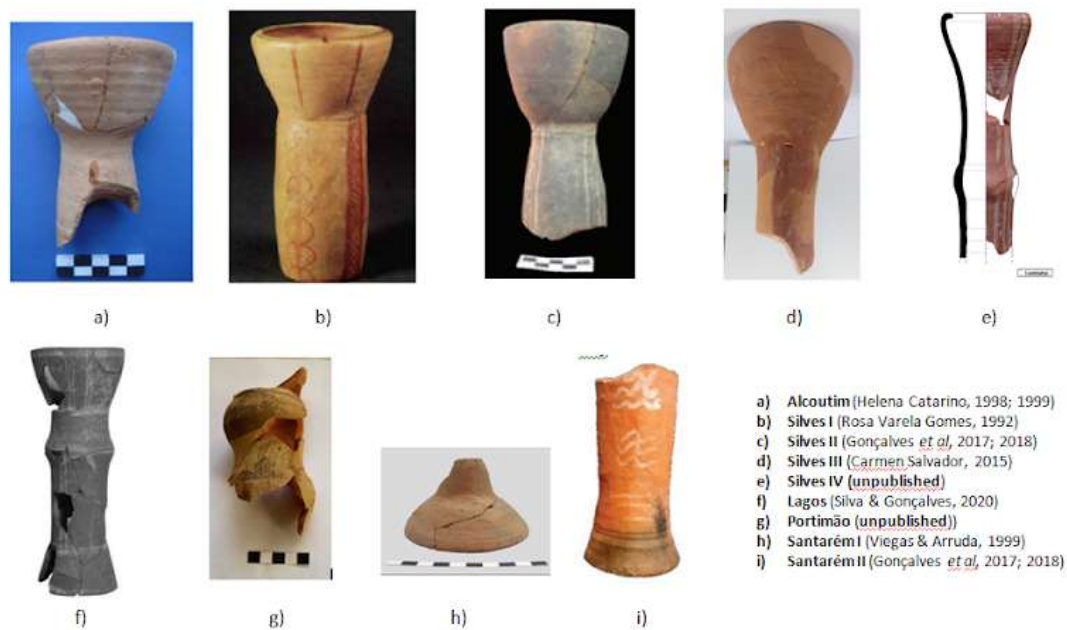 a)
b)
c)
d)
e)
f)
g)
h)
i)
a) Alcoutim (Helena Catarino, 1998; 1999)
b) Silves I (Rosa Varela Gomes, 1992)
c) Silves II (Gonçalves et al, 2017; 2018)
d) Silves III (Carmen Salvador, 2015)
e) Silves IV (unpublished)
f) Lagos (Silva & Gonçalves, 2020)
g) Portimão (unpublished))
h) Santarém I (Viegas & Arruda, 1999)
i) Santarém II (Gonçalves et al, 2017; 2018)